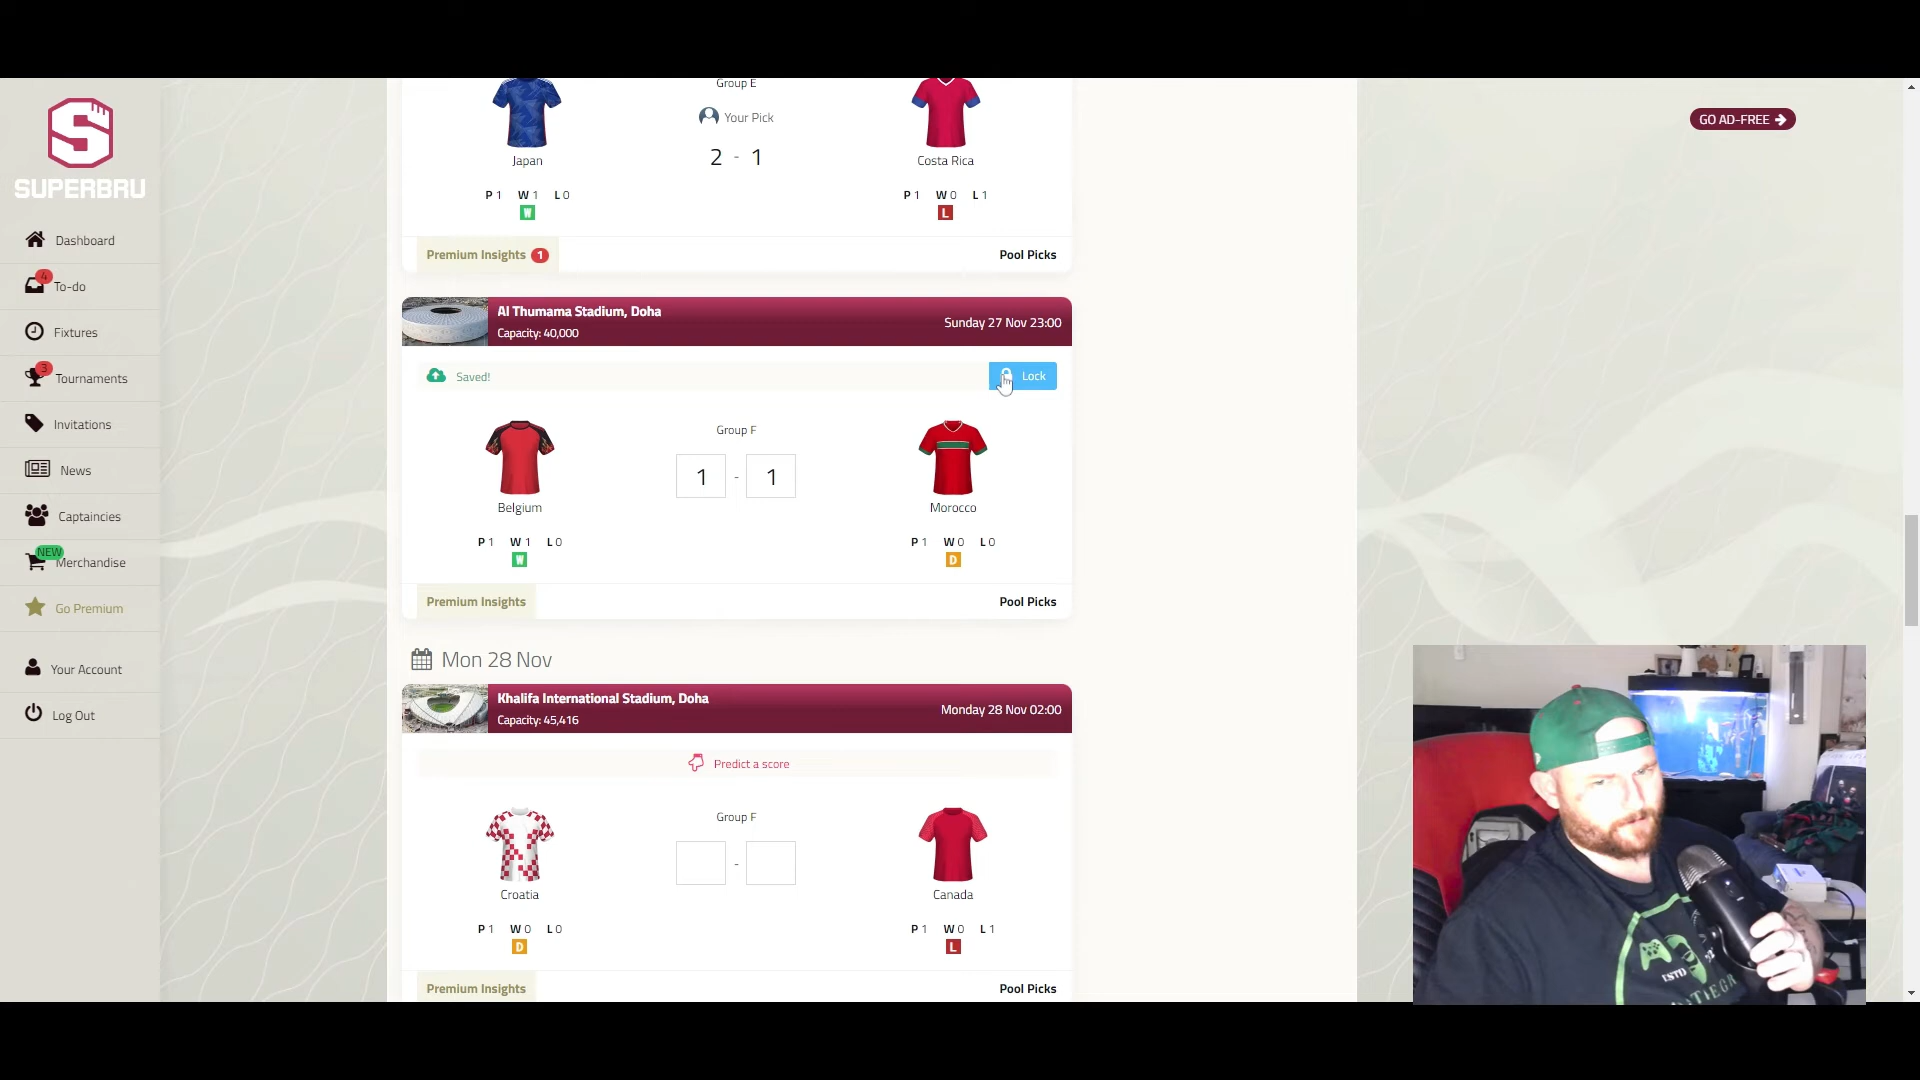 SUPERBRU
Dashboard
4
To-do
Fixtures
3
Tournaments
Invitations
News
Captaincies
NEW
Merchandise
Go Premium
Your Account
Log Out
GO AD-FREE
Group E
Your Pick
2 - 1
Japan
Costa Rica
P 1 W 1 L 0
W
P 1 W 0 L 1
L
Premium Insights 1
Pool Picks
Al Thumama Stadium, Doha
Capacity: 40,000
Sunday 27 Nov 23:00
Saved!
Lock
Group F
1 - 1
Belgium
Morocco
P 1 W 1 L 0
W
P 1 W 0 L 0
D
Premium Insights
Pool Picks
Mon 28 Nov
Khalifa International Stadium, Doha
Capacity: 45,416
Monday 28 Nov 02:00
Predict a score
Group F
-
Croatia
Canada
P 1 W 0 L 0
D
P 1 W 0 L 1
L
Premium Insights
Pool Picks
ESTD